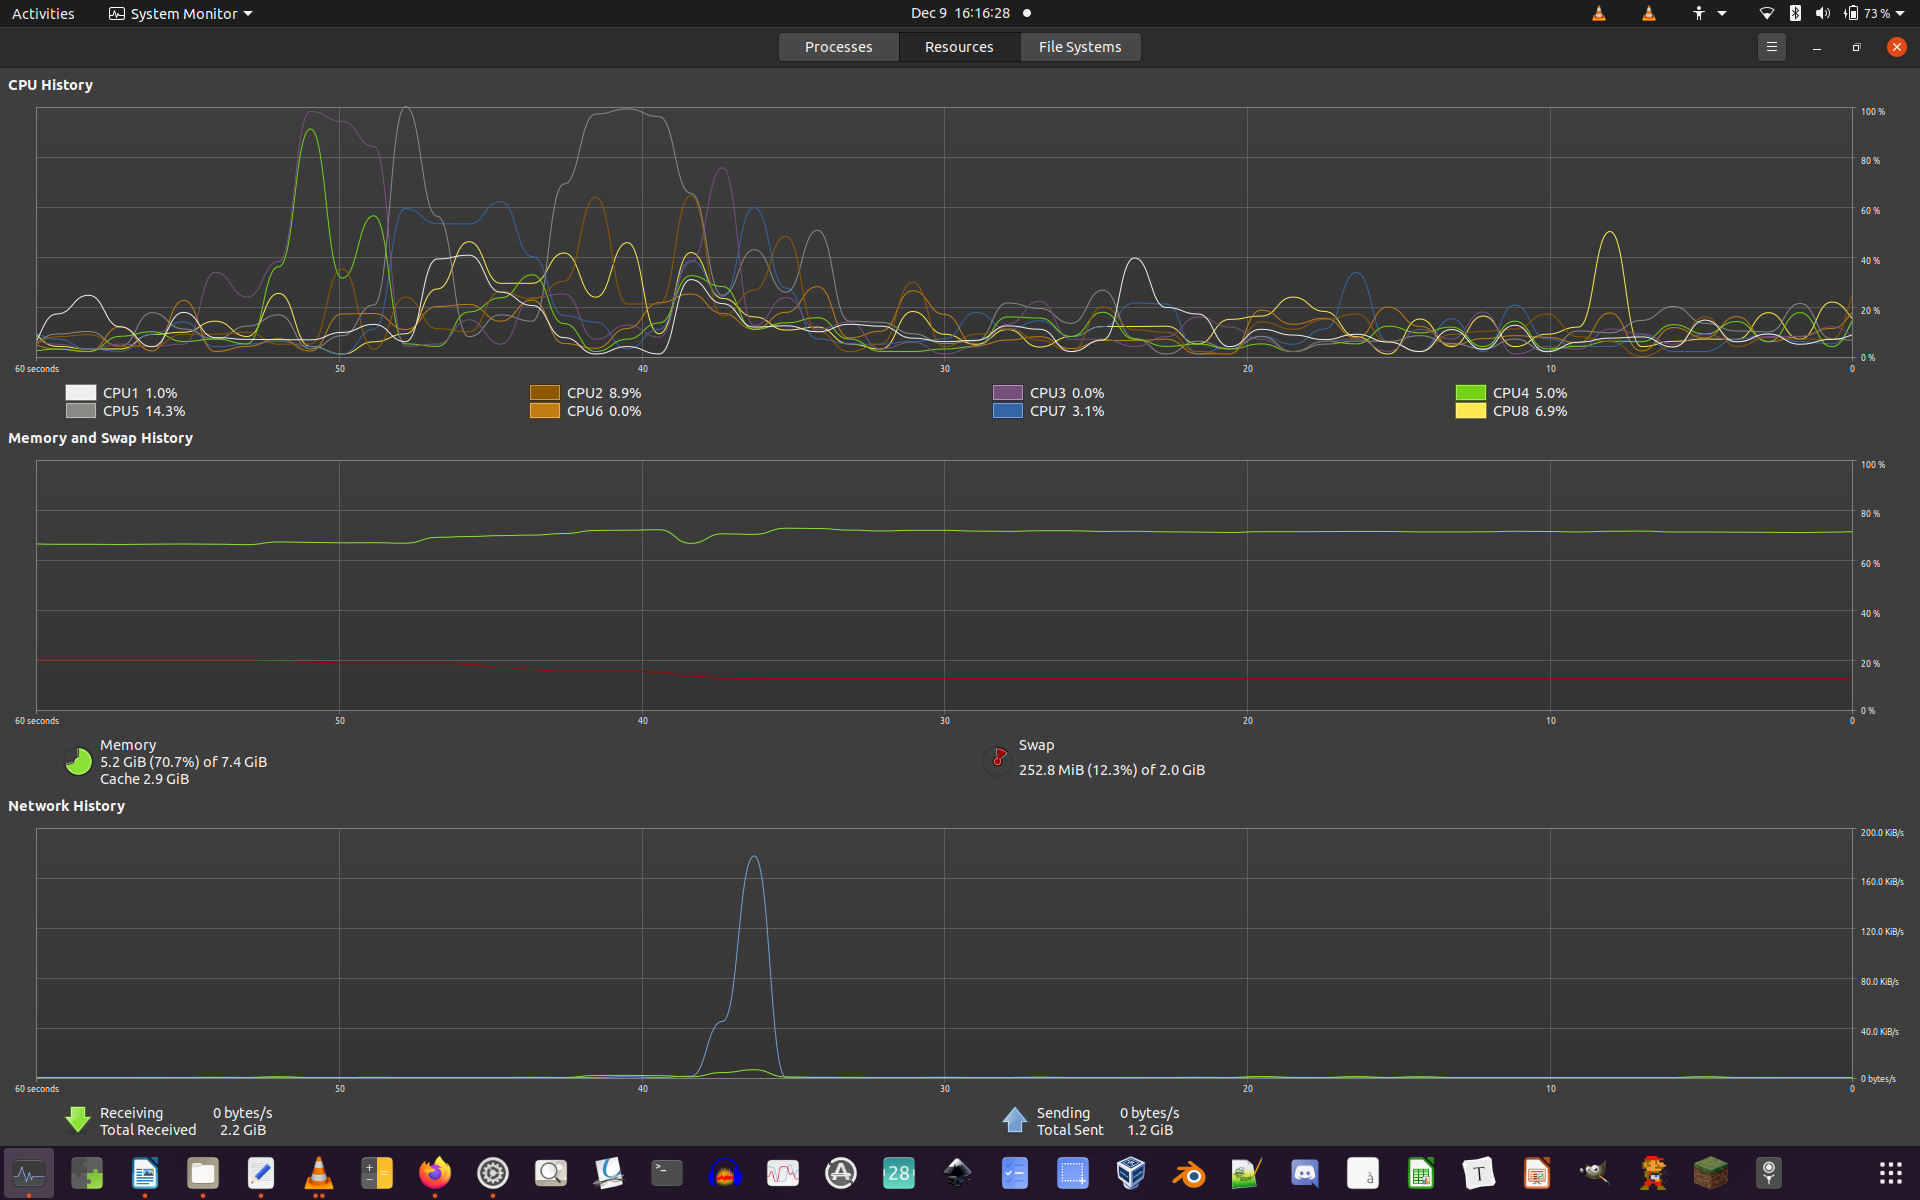 Activities
System Monitor
Dec 9 16:16:28
73 %
Processes
Resources
File Systems
CPU History
100 %
80 %
60 %
40 %
20 %
0 %
60 seconds
50
40
30
20
10
0
CPU1 1.0%
CPU2 8.9%
CPU3 0.0%
CPU4 5.0%
CPU5 14.3%
CPU6 0.0%
CPU7 3.1%
CPU8 6.9%
Memory and Swap History
100 %
80 %
60 %
40 %
20 %
0 %
60 seconds
50
40
30
20
10
0
Memory
5.2 GiB (70.7%) of 7.4 GiB
Cache 2.9 GiB
Swap
252.8 MiB (12.3%) of 2.0 GiB
Network History
200.0 KiB/s
160.0 KiB/s
120.0 KiB/s
80.0 KiB/s
40.0 KiB/s
0 bytes/s
60 seconds
50
40
30
20
10
0
Receiving 0 bytes/s
Total Received 2.2 GiB
Sending 0 bytes/s
Total Sent 1.2 GiB
28
à
T